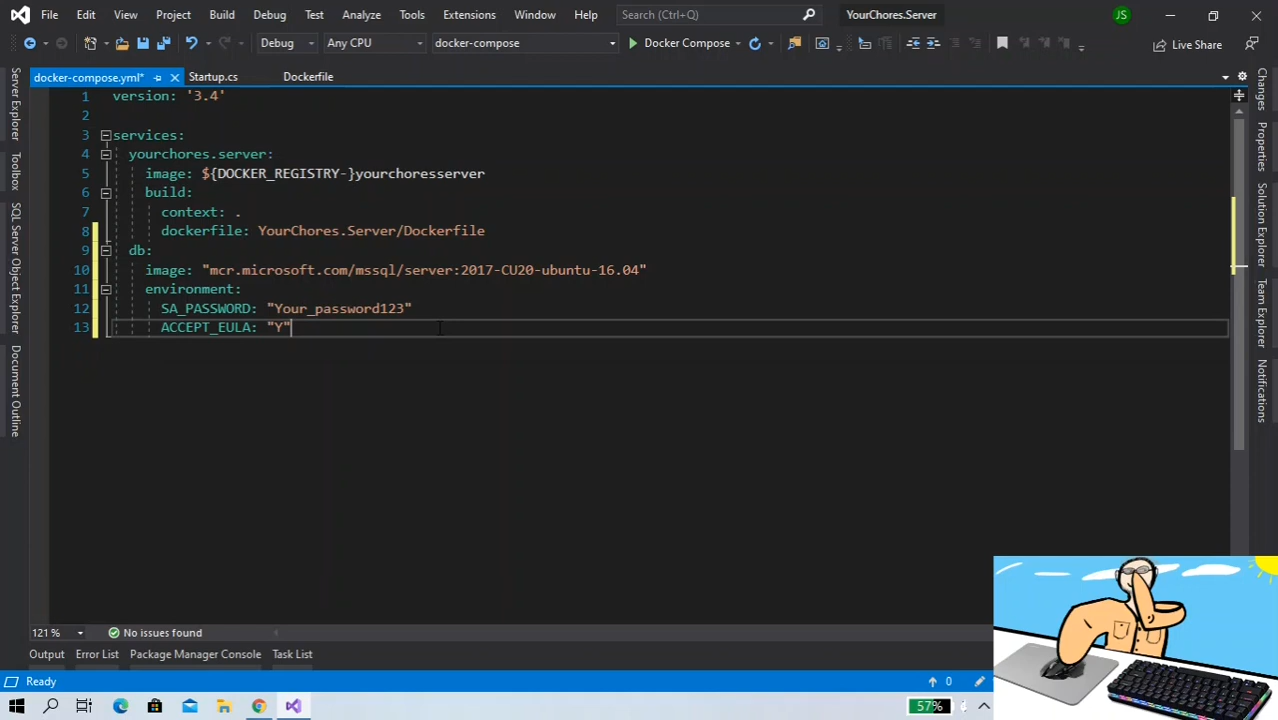 File Edit View Project Build Debug Test Analyze Tools Extensions Window Help Search (Ctrl+Q) YourChores.Server JS
Debug Any CPU docker-compose Docker Compose Live Share
docker-compose.yml* Startup.cs Dockerfile
1 version: '3.4'
2
3 services:
4 yourchores.server:
5 image: ${DOCKER_REGISTRY-}yourchoresserver
6 build:
7 context: .
8 dockerfile: YourChores.Server/Dockerfile
9 db:
10 image: "mcr.microsoft.com/mssql/server:2017-CU20-ubuntu-16.04"
11 environment:
12 SA_PASSWORD: "Your_password123"
13 ACCEPT_EULA: "Y"
Server Explorer
Toolbox
SQL Server Object Explorer
Document Outline
Changes
Properties
Solution Explorer
Team Explorer
Notifications
121 % No issues found
Output Error List Package Manager Console Task List
Ready 0
57%